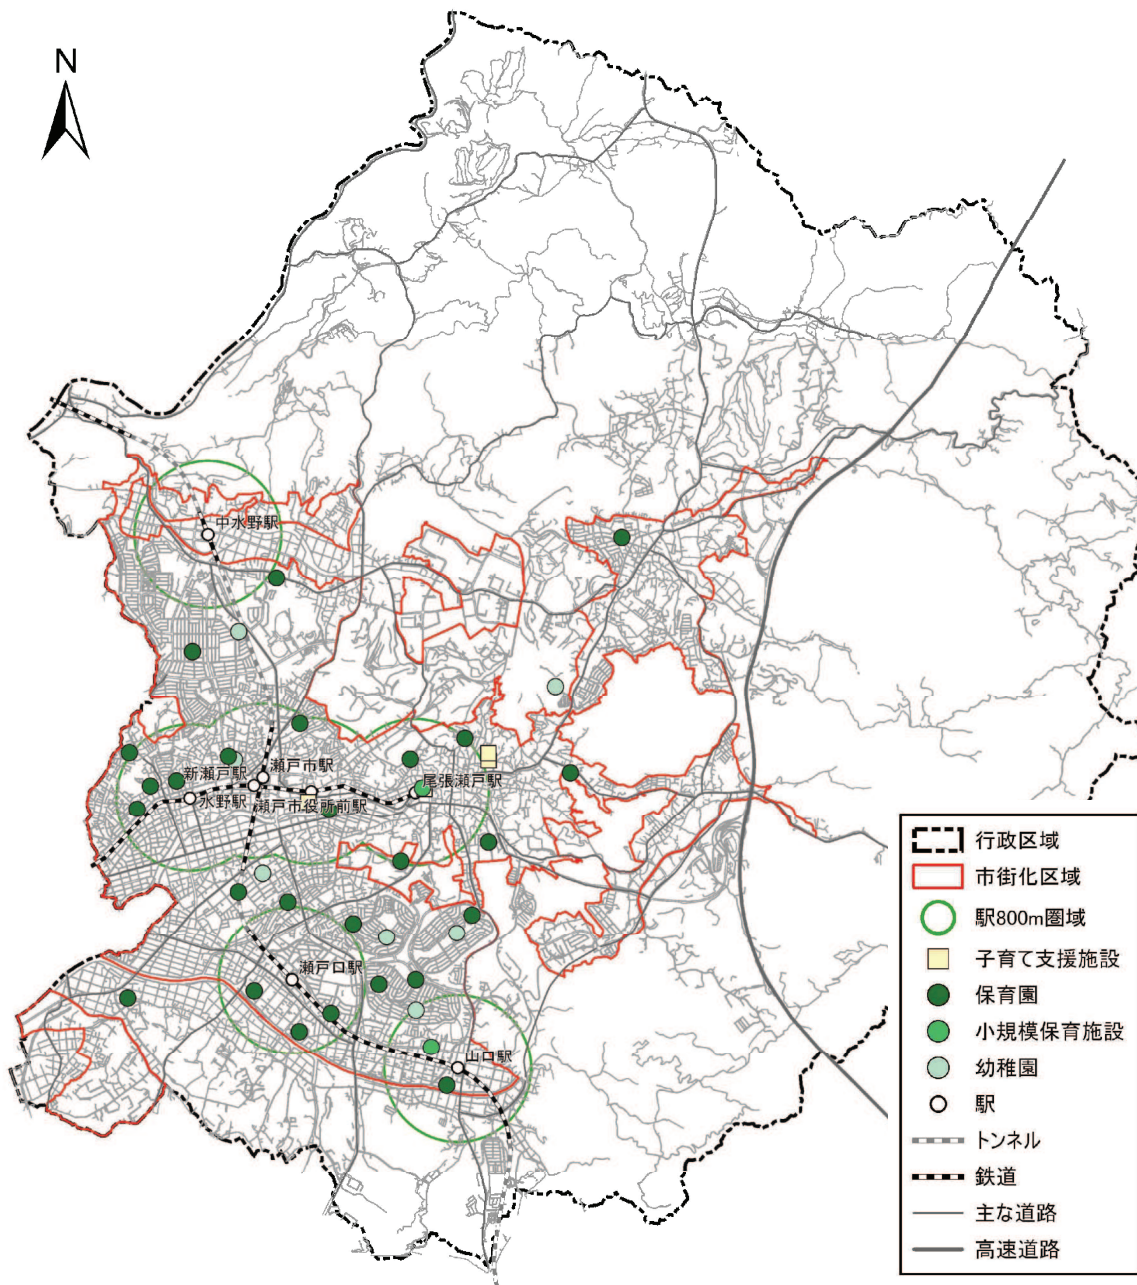 N
中水野駅
瀬戸市駅
新瀬戸駅
尾張瀬戸駅
水野駅
瀬戸市役所前駅
瀬戸口駅
山口駅
行政区域
市街化区域
駅800m圏域
子育て支援施設
保育園
小規模保育施設
幼稚園
駅
トンネル
鉄道
主な道路
高速道路